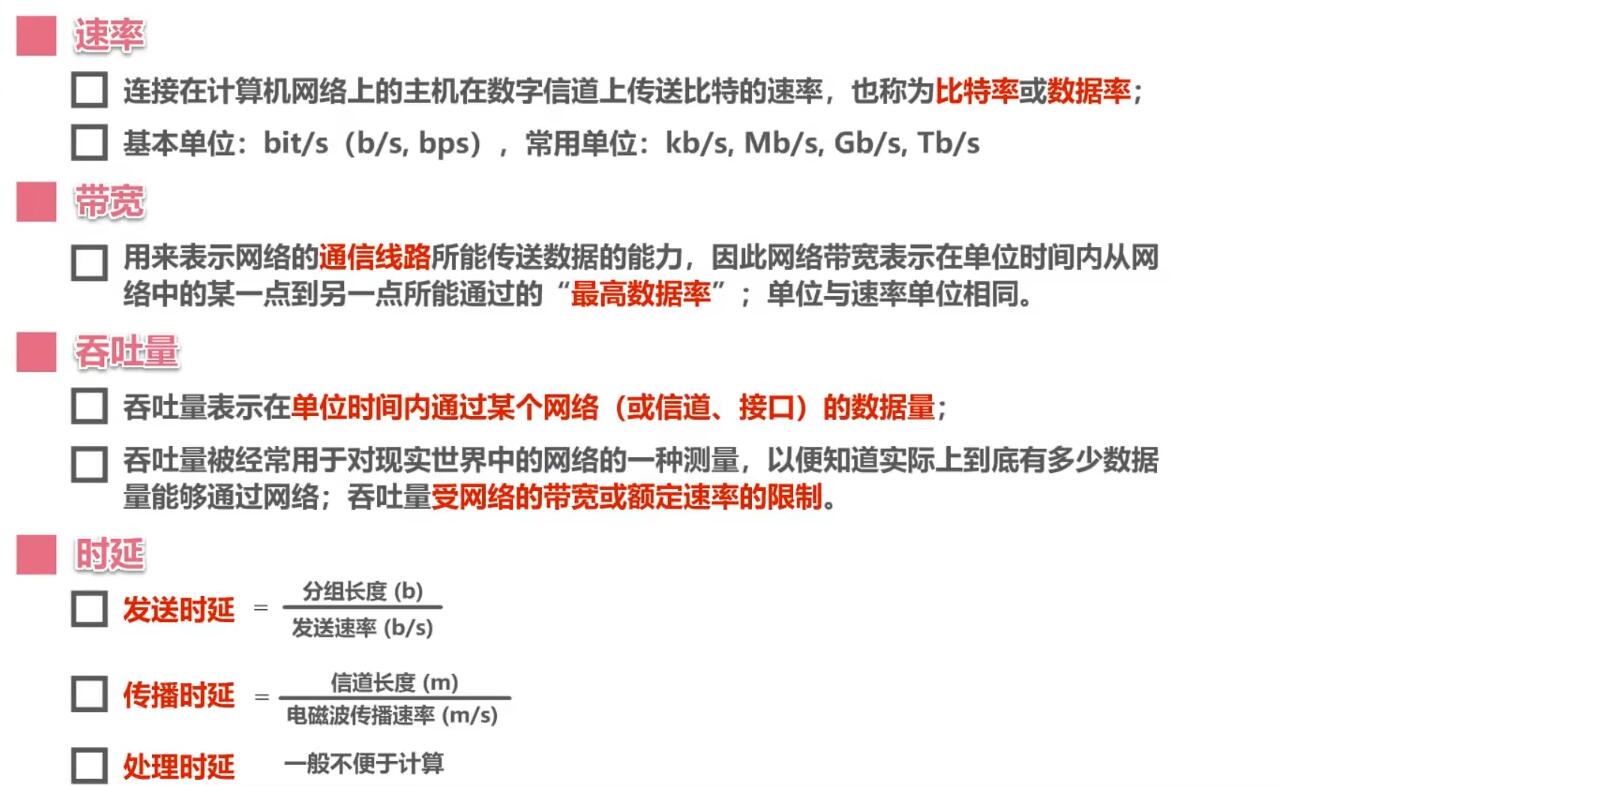 速率
连接在计算机网络上的主机在数字信道上传送比特的速率，也称为比特率或数据率；
基本单位：bit/s（b/s, bps），常用单位：kb/s, Mb/s, Gb/s, Tb/s
带宽
用来表示网络的通信线路所能传送数据的能力，因此网络带宽表示在单位时间内从网
络中的某一点到另一点所能通过的“最高数据率”；单位与速率单位相同。
吞吐量
吞吐量表示在单位时间内通过某个网络（或信道、接口）的数据量；
吞吐量被经常用于对现实世界中的网络的一种测量，以便知道实际上到底有多少数据
量能够通过网络；吞吐量受网络的带宽或额定速率的限制。
时延
发送时延 =
分组长度 (b)
发送速率 (b/s)
传播时延 =
信道长度 (m)
电磁波传播速率 (m/s)
处理时延 一般不便于计算